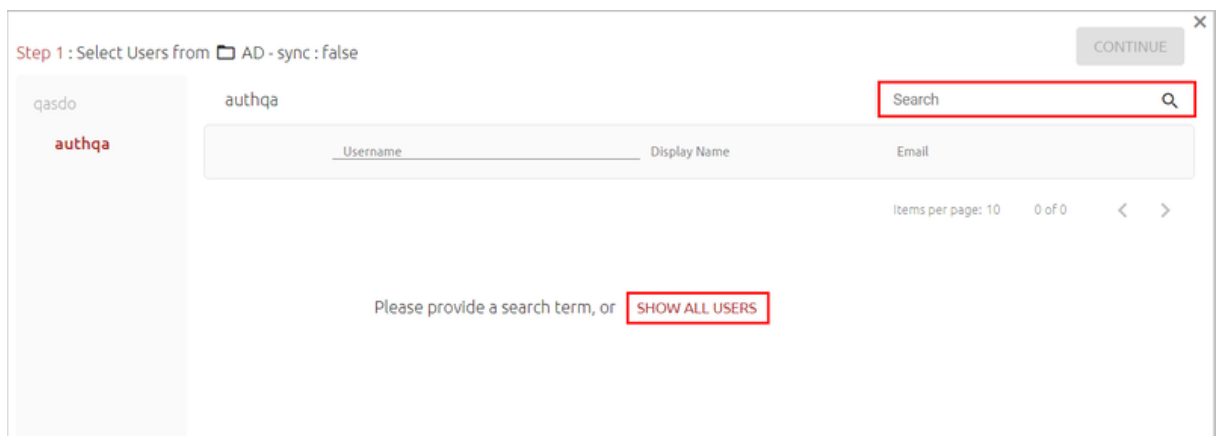 Step 1 : Select Users from AD - sync : false
CONTINUE
qasdo
authqa
authqa
Search
Username Display Name Email
Items per page: 10 0 of 0
Please provide a search term, or SHOW ALL USERS